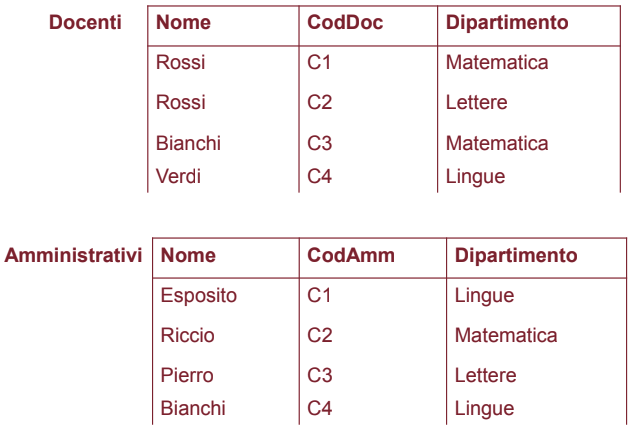 Docenti Nome CodDoc Dipartimento
Rossi C1 Matematica
Rossi C2 Lettere
Bianchi C3 Matematica
Verdi C4 Lingue
Amministrativi Nome CodAmm Dipartimento
Esposito C1 Lingue
Riccio C2 Matematica
Pierro C3 Lettere
Bianchi C4 Lingue